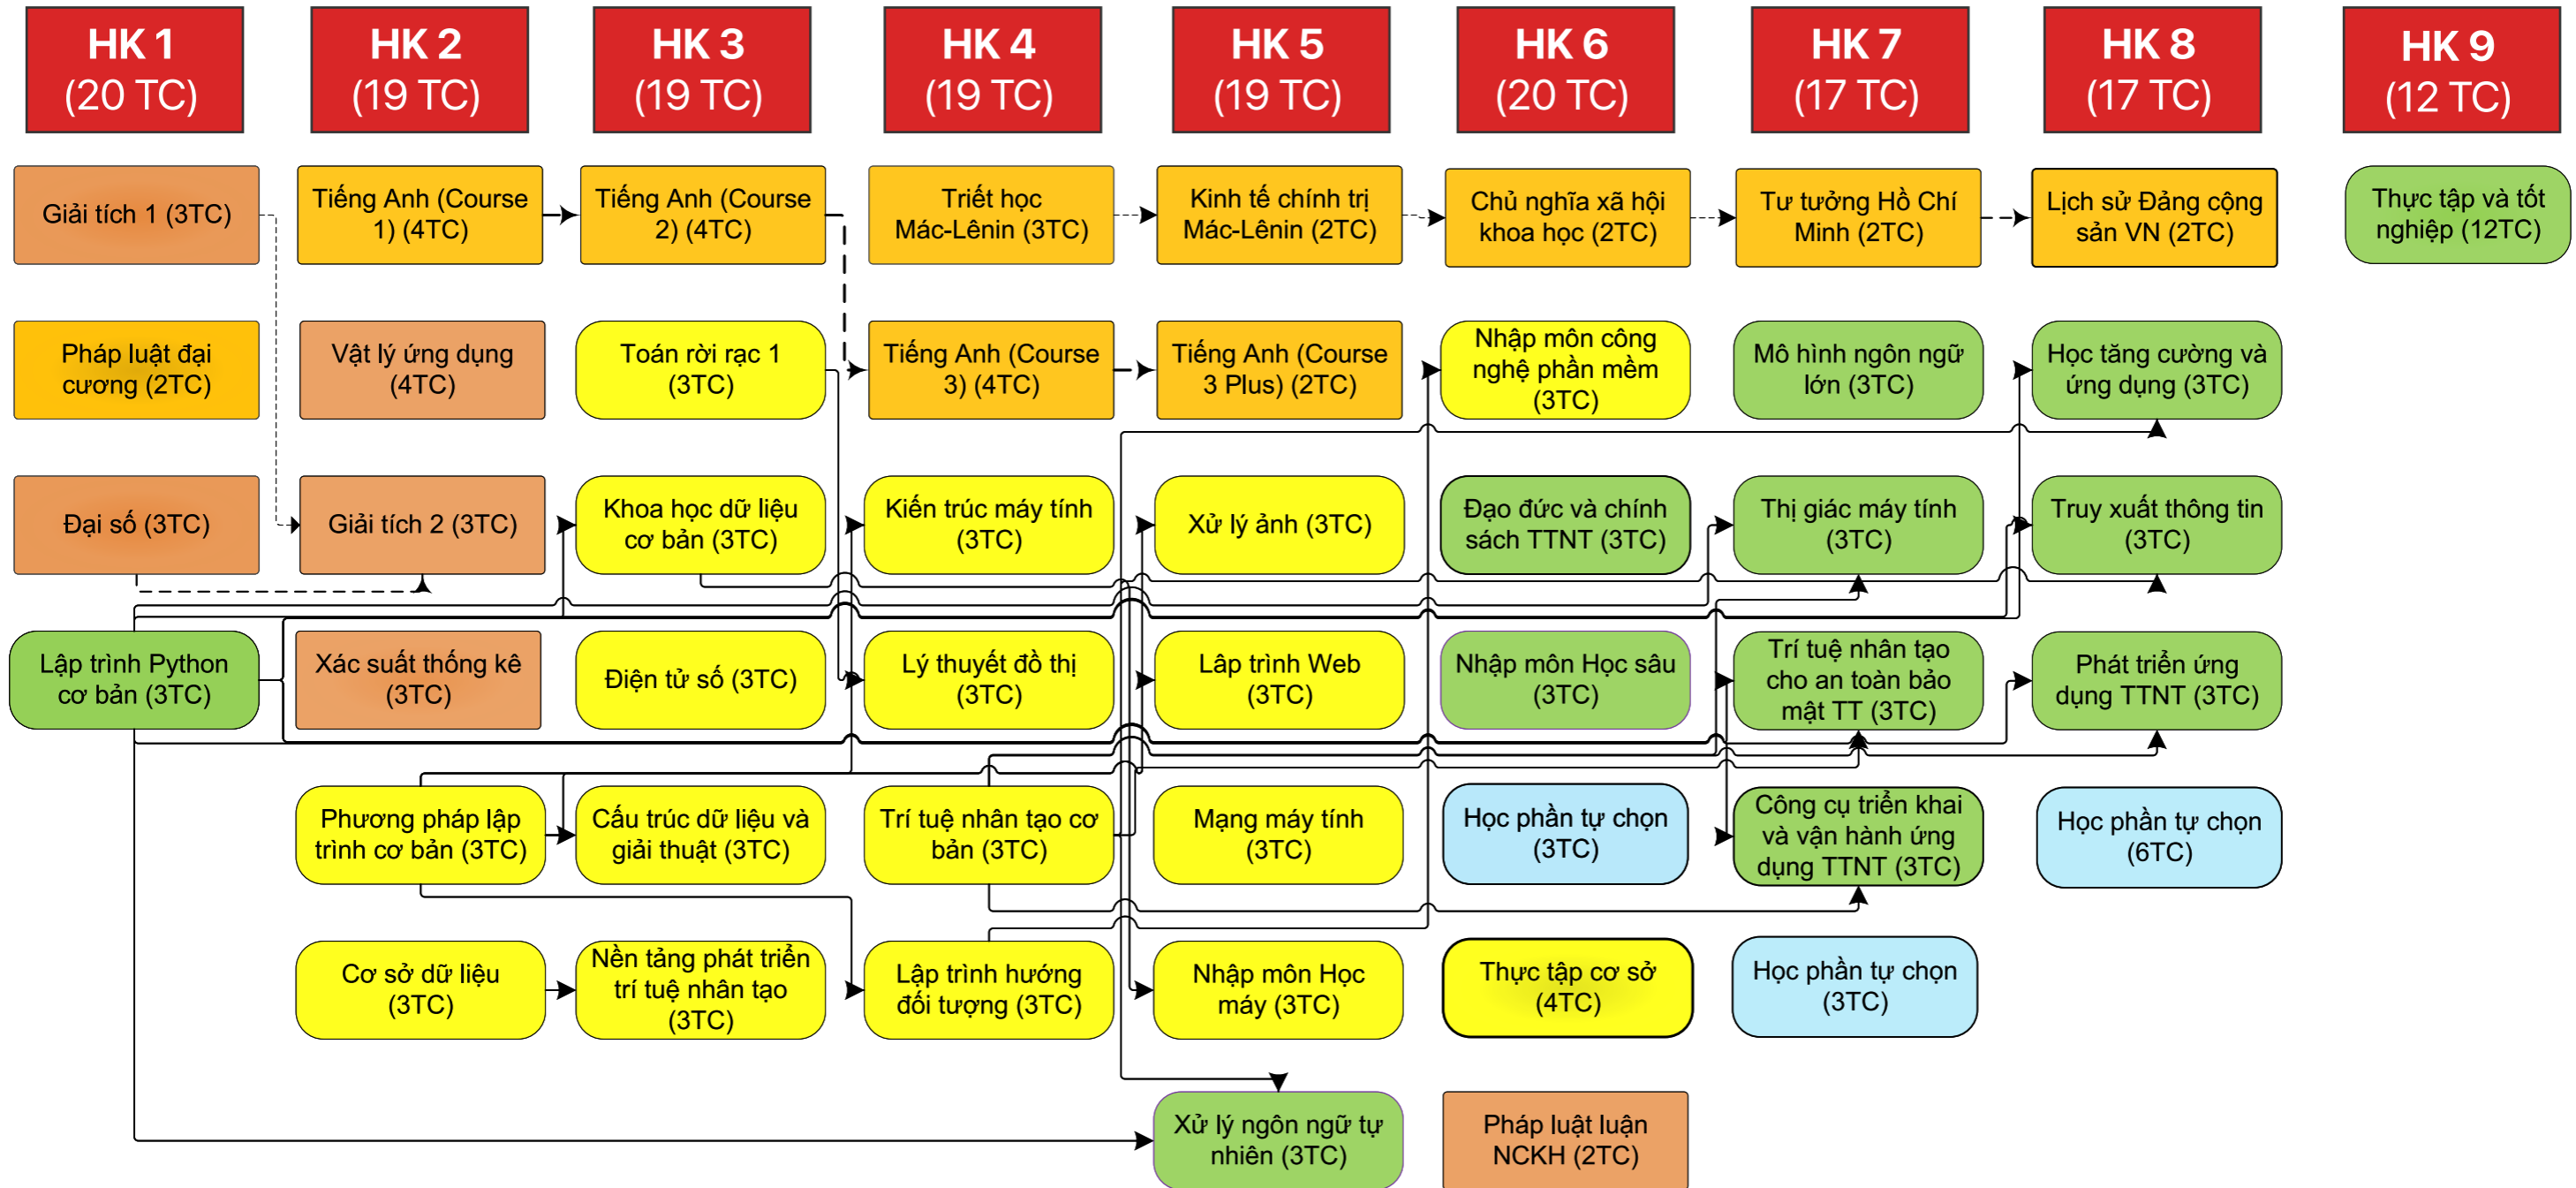 HK 1
(20 TC)
HK 2
(19 TC)
HK 3
(19 TC)
HK 4
(19 TC)
HK 5
(19 TC)
HK 6
(20 TC)
HK 7
(17 TC)
HK 8
(17 TC)
HK 9
(12 TC)
Giải tích 1 (3TC)
Tiếng Anh (Course
1) (4TC)
Tiếng Anh (Course
2) (4TC)
Triết học
Mác-Lênin (3TC)
Kinh tế chính trị
Mác-Lênin (2TC)
Chủ nghĩa xã hội
khoa học (2TC)
Tư tưởng Hồ Chí
Minh (2TC)
Lịch sử Đảng cộng
sản VN (2TC)
Thực tập và tốt
nghiệp (12TC)
Pháp luật đại
cương (2TC)
Vật lý ứng dụng
(4TC)
Toán rời rạc 1
(3TC)
Tiếng Anh (Course
3) (4TC)
Tiếng Anh (Course
3 Plus) (2TC)
Nhập môn công
nghệ phần mềm
(3TC)
Mô hình ngôn ngữ
lớn (3TC)
Học tăng cường và
ứng dụng (3TC)
Đại số (3TC)
Giải tích 2 (3TC)
Khoa học dữ liệu
cơ bản (3TC)
Kiến trúc máy tính
(3TC)
Xử lý ảnh (3TC)
Đạo đức và chính
sách TTNT (3TC)
Thị giác máy tính
(3TC)
Truy xuất thông tin
(3TC)
Lập trình Python
cơ bản (3TC)
Xác suất thống kê
(3TC)
Điện tử số (3TC)
Lý thuyết đồ thị
(3TC)
Lâp trình Web
(3TC)
Nhập môn Học sâu
(3TC)
Trí tuệ nhân tạo
cho an toàn bảo
mật TT (3TC)
Phát triển ứng
dụng TTNT (3TC)
Phương pháp lập
trình cơ bản (3TC)
Cấu trúc dữ liệu và
giải thuật (3TC)
Trí tuệ nhân tạo cơ
bản (3TC)
Mạng máy tính
(3TC)
Học phần tự chọn
(3TC)
Công cụ triển khai
và vận hành ứng
dụng TTNT (3TC)
Học phần tự chọn
(6TC)
Cơ sở dữ liệu
(3TC)
Nền tảng phát triển
trí tuệ nhân tạo
(3TC)
Lập trình hướng
đối tượng (3TC)
Nhập môn Học
máy (3TC)
Thực tập cơ sở
(4TC)
Học phần tự chọn
(3TC)
Xử lý ngôn ngữ tự
nhiên (3TC)
Pháp luật luận
NCKH (2TC)